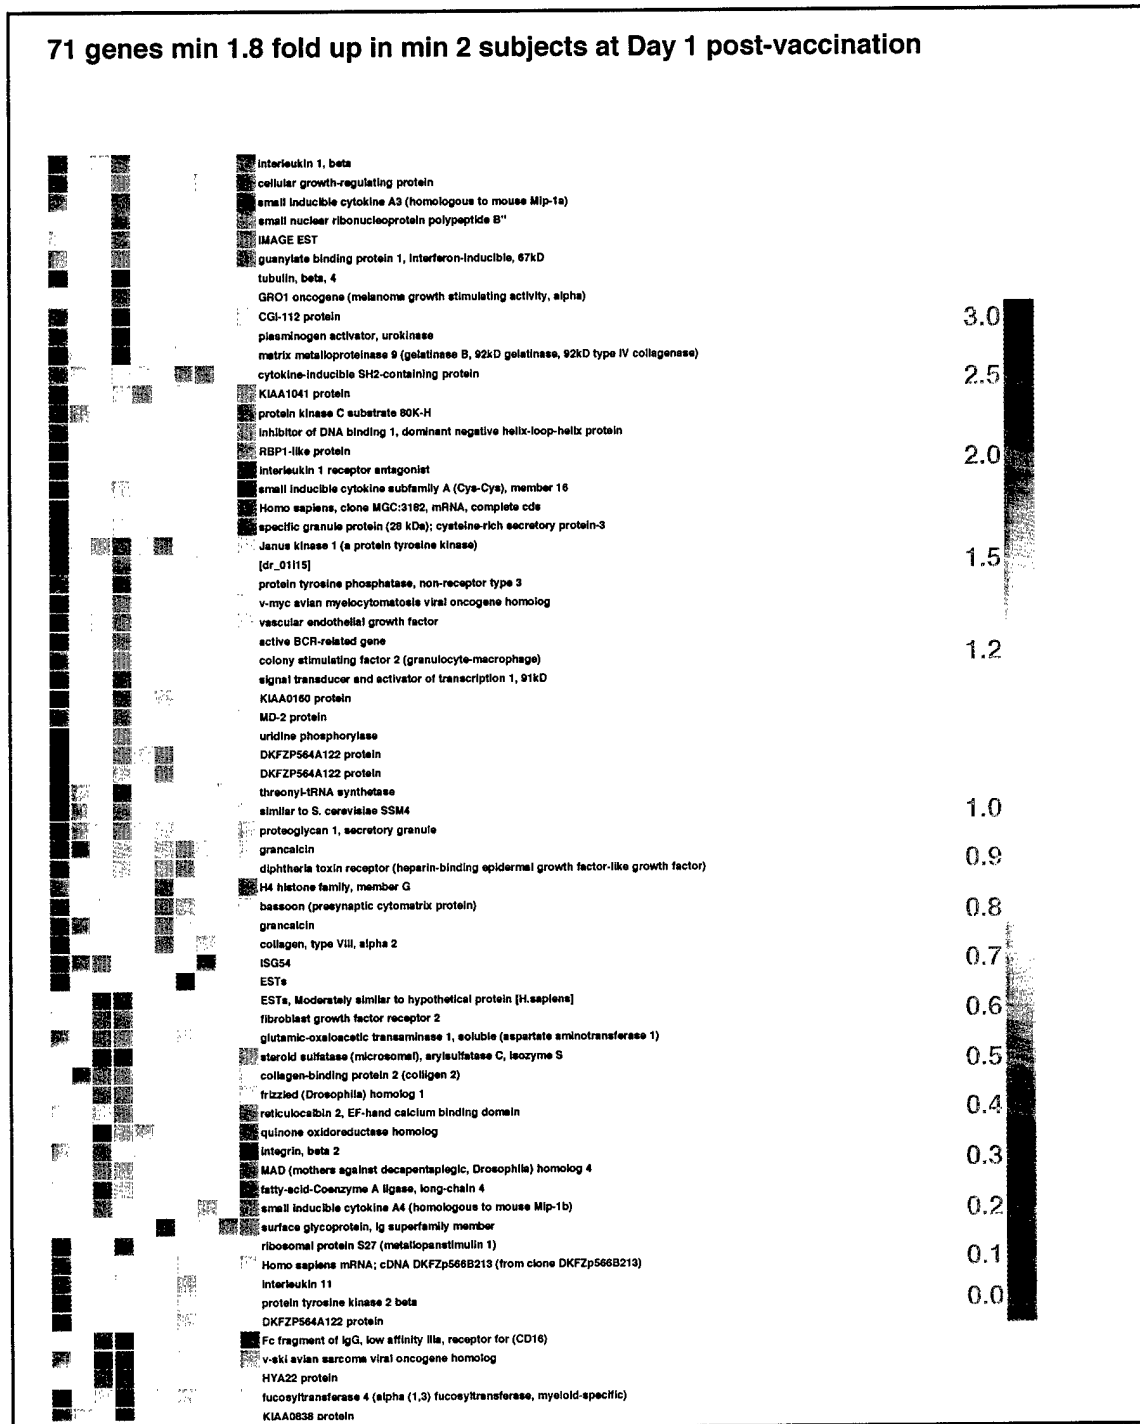 71 genes min 1.8 fold up in min 2 subjects at Day 1 post-vaccination
interleukin 1, beta
cellular growth-regulating protein
small inducible cytokine A3 (homologous to mouse Mip-1a)
small nuclear ribonucleoprotein polypeptide B"
IMAGE EST
guanylate binding protein 1, interferon-inducible, 67kD
tubulin, beta, 4
GRO1 oncogene (melanoma growth stimulating activity, alpha)
CGI-112 protein
plasminogen activator, urokinase
matrix metalloproteinase 9 (gelatinase B, 92kD gelatinase, 92kD type IV collagenase)
cytokine-inducible SH2-containing protein
KIAA1041 protein
protein kinase C substrate 80K-H
inhibitor of DNA binding 1, dominant negative helix-loop-helix protein
RBP1-like protein
interleukin 1 receptor antagonist
small inducible cytokine subfamily A (Cys-Cys), member 16
Homo sapiens, clone MGC:3182, mRNA, complete cds
specific granule protein (28 kDa); cysteine-rich secretory protein-3
Janus kinase 1 (a protein tyrosine kinase)
[dr_01l15]
protein tyrosine phosphatase, non-receptor type 3
v-myc avian myelocytomatosis viral oncogene homolog
vascular endothelial growth factor
active BCR-related gene
colony stimulating factor 2 (granulocyte-macrophage)
signal transducer and activator of transcription 1, 91kD
KIAA0160 protein
MD-2 protein
uridine phosphorylase
DKFZP564A122 protein
DKFZP564A122 protein
threonyl-tRNA synthetase
similar to S. cerevisiae SSM4
proteoglycan 1, secretory granule
grancalcin
diphtheria toxin receptor (heparin-binding epidermal growth factor-like growth factor)
H4 histone family, member G
bassoon (presynaptic cytomatrix protein)
grancalcin
collagen, type VIII, alpha 2
ISG54
ESTs
ESTs, Moderately similar to hypothetical protein [H.sapiens]
fibroblast growth factor receptor 2
glutamic-oxaloacetic transaminase 1, soluble (aspartate aminotransferase 1)
steroid sulfatase (microsomal), arylsulfatase C, isozyme S
collagen-binding protein 2 (colligen 2)
frizzled (Drosophila) homolog 1
reticulocalbin 2, EF-hand calcium binding domain
quinone oxidoreductase homolog
integrin, beta 2
MAD (mothers against decapentaplegic, Drosophila) homolog 4
fatty-acid-Coenzyme A ligase, long-chain 4
small inducible cytokine A4 (homologous to mouse Mip-1b)
surface glycoprotein, Ig superfamily member
ribosomal protein S27 (metallopanstimulin 1)
Homo sapiens mRNA; cDNA DKFZp566B213 (from clone DKFZp566B213)
interleukin 11
protein tyrosine kinase 2 beta
DKFZP564A122 protein
Fc fragment of IgG, low affinity IIIa, receptor for (CD16)
v-ski avian sarcoma viral oncogene homolog
HYA22 protein
fucosyltransferase 4 (alpha (1,3) fucosyltransferase, myeloid-specific)
KIAA0838 protein
3.0
2.5
2.0
1.5
1.2
1.0
0.9
0.8
0.7
0.6
0.5
0.4
0.3
0.2
0.1
0.0